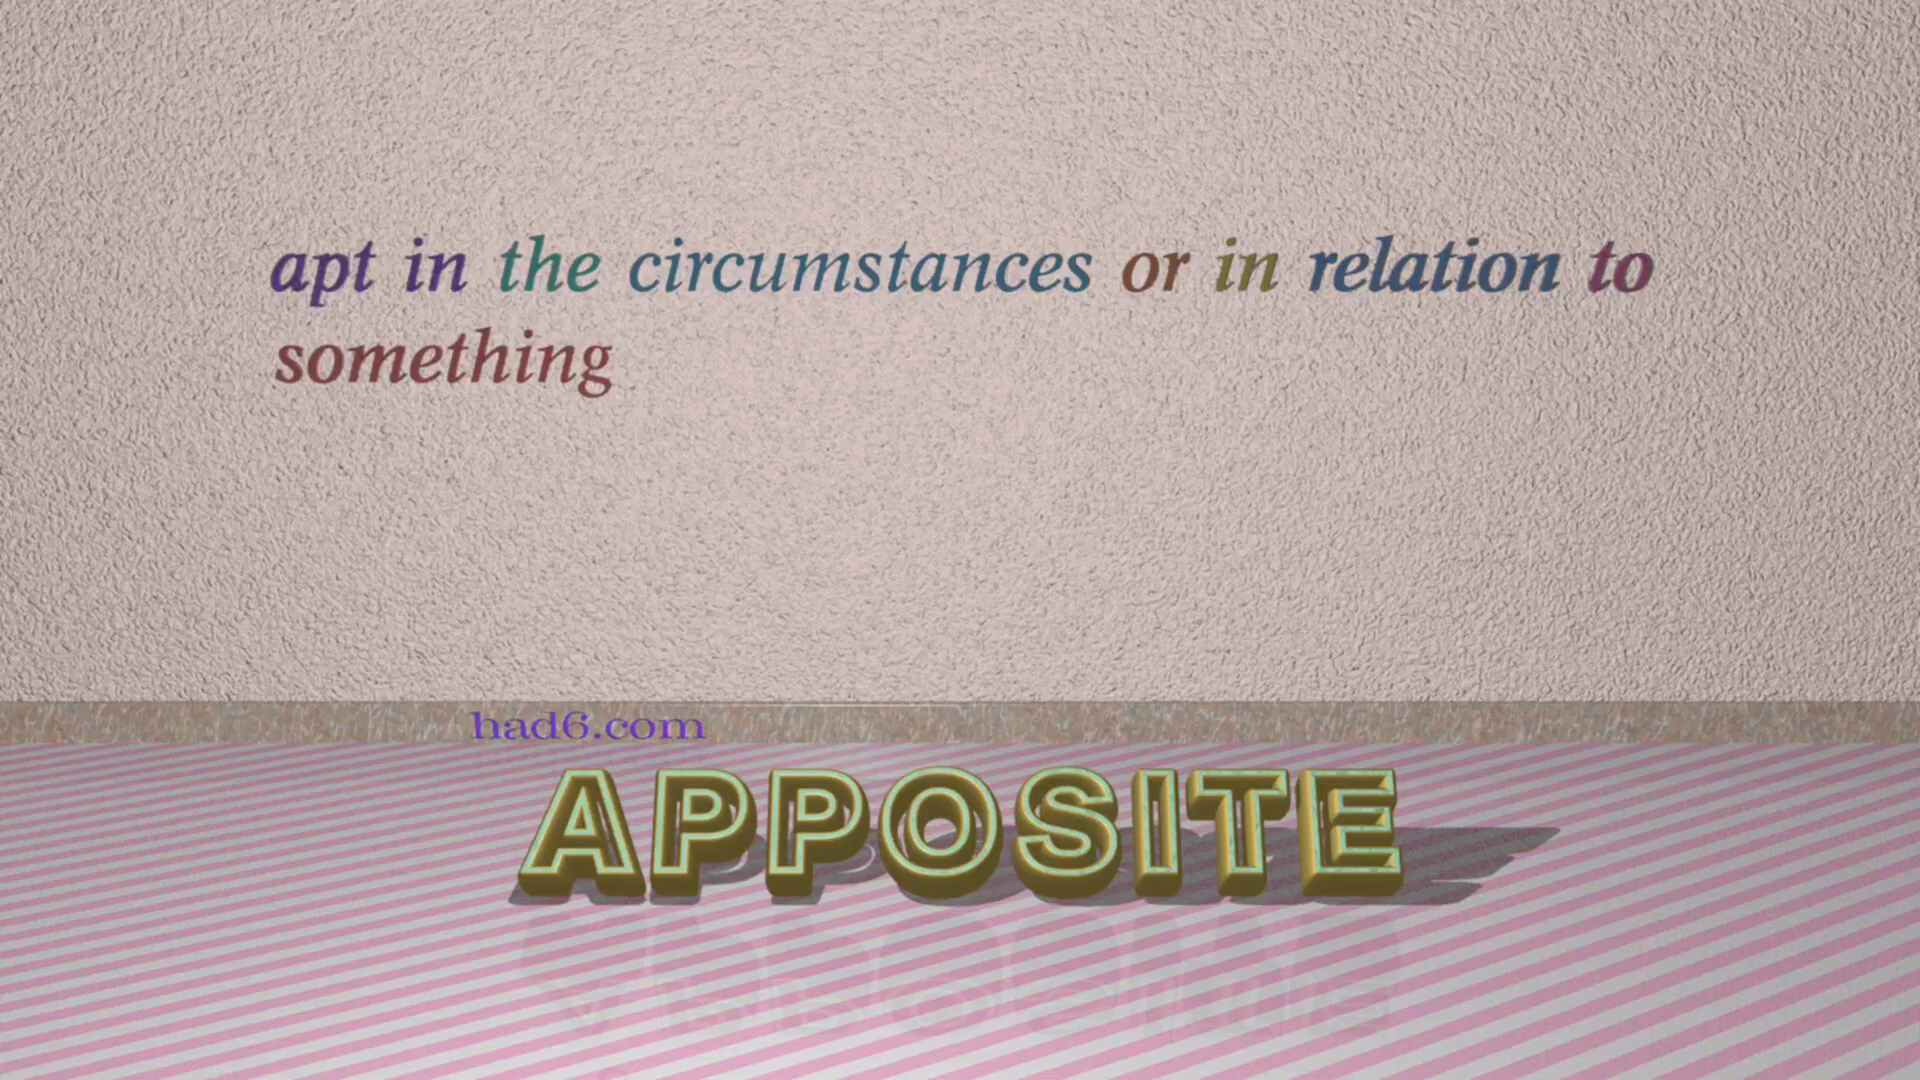 apt in the circumstances or in relation to
something
had6.com
APPOSITE